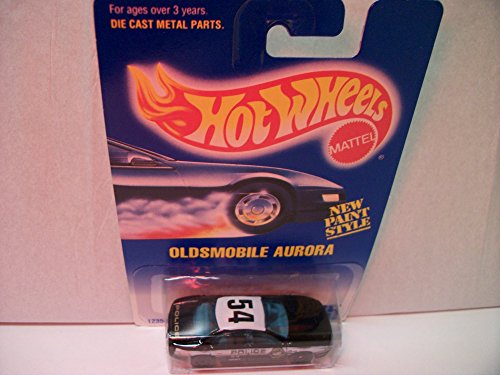 For ages over 3 years.
DIE CAST METAL PARTS.
HOT WHEELS
MATTEL
®
NEW
PAINT
STYLE
OLDSMOBILE AURORA
54
POLICE
POLICE